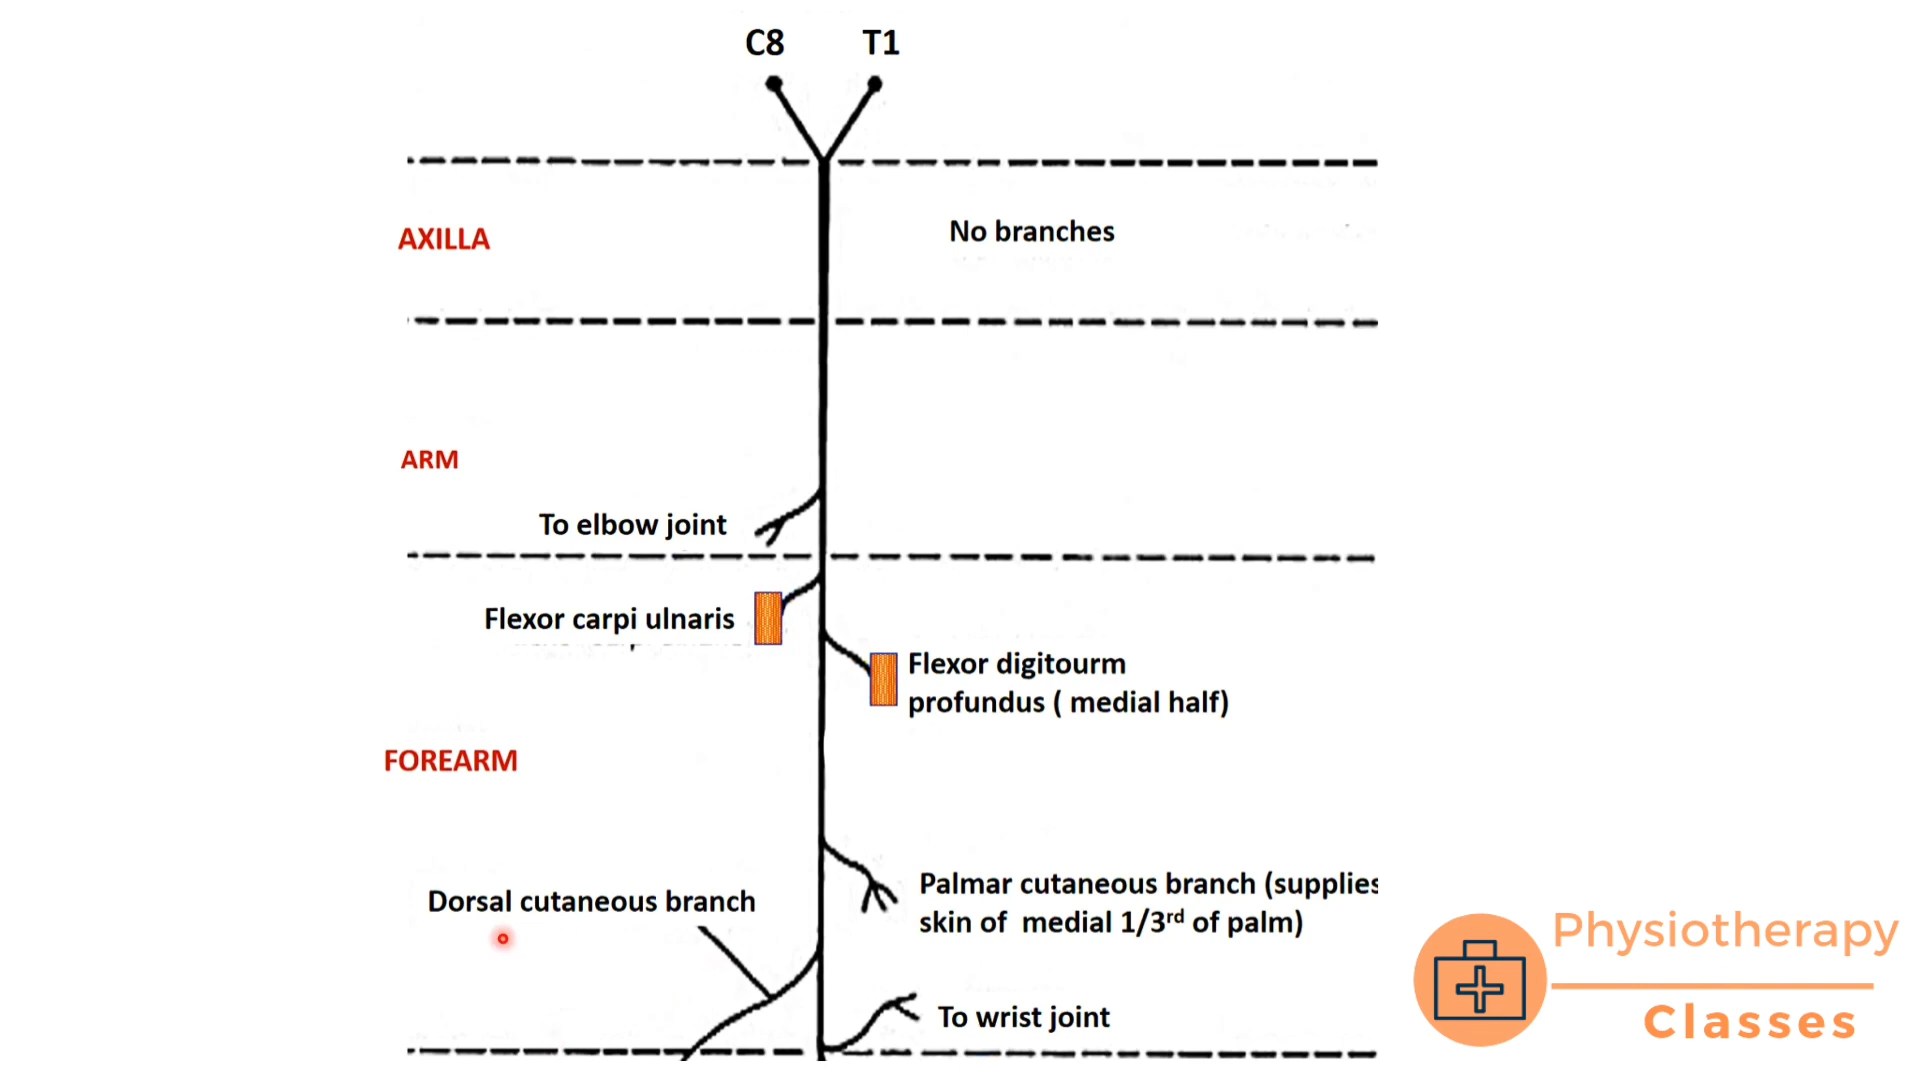 C8 T1
AXILLA
No branches
ARM
To elbow joint
Flexor carpi ulnaris
Flexor digitourm
profundus ( medial half)
FOREARM
Dorsal cutaneous branch
Palmar cutaneous branch (supplies
skin of medial 1/3rd of palm)
To wrist joint
Physiotherapy
Classes